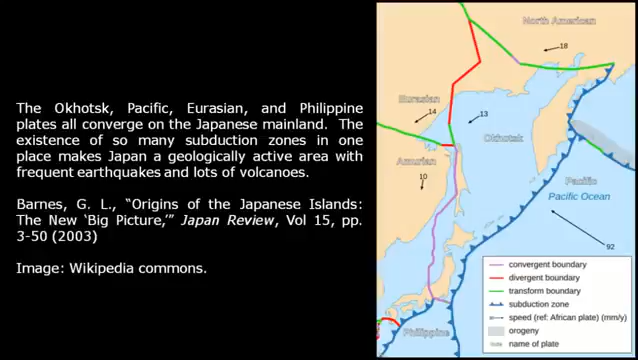 The Okhotsk, Pacific, Eurasian, and Philippine
plates all converge on the Japanese mainland. The
existence of so many subduction zones in one
place makes Japan a geologically active area with
frequent earthquakes and lots of volcanoes.
Barnes, G. L., “Origins of the Japanese Islands:
The New ‘Big Picture,’” Japan Review, Vol 15, pp.
3-50 (2003)
Image: Wikipedia commons.
North American
18
Eurasian
14
13
Okhotsk
Amurian
10
Pacific
Pacific Ocean
92
Philippine
convergent boundary
divergent boundary
transform boundary
subduction zone
speed (ref: African plate) (mm/y)
orogeny
name of plate